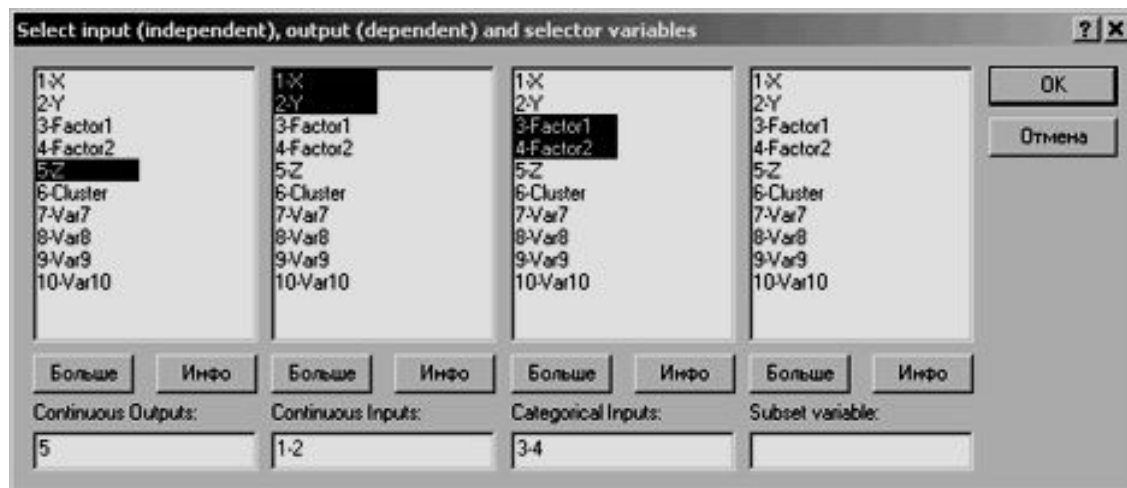 Select input (independent), output (dependent) and selector variables
1-X
2-Y
3-Factor1
4-Factor2
5-Z
6-Cluster
7-Var7
8-Var8
9-Var9
10-Var10
Больше
Инфо
Continuous Outputs:
5
1-X
2-Y
3-Factor1
4-Factor2
5-Z
6-Cluster
7-Var7
8-Var8
9-Var9
10-Var10
Больше
Инфо
Continuous Inputs:
1-2
1-X
2-Y
3-Factor1
4-Factor2
5-Z
6-Cluster
7-Var7
8-Var8
9-Var9
10-Var10
Больше
Инфо
Categorical Inputs:
3-4
1-X
2-Y
3-Factor1
4-Factor2
5-Z
6-Cluster
7-Var7
8-Var8
9-Var9
10-Var10
Больше
Инфо
Subset variable:
OK
Отмена